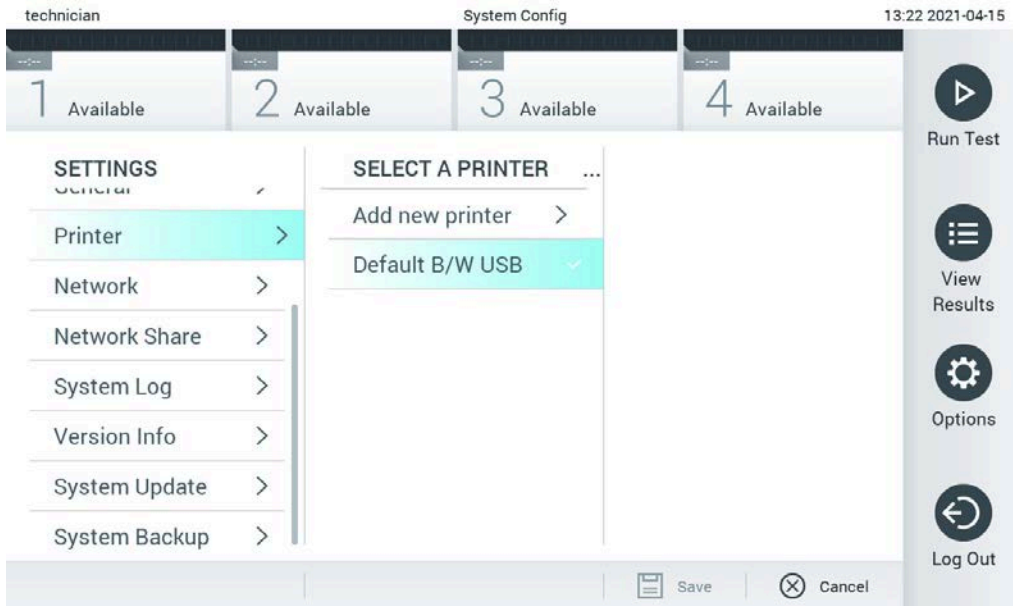 technician System Config 13:22 2021-04-15
--:-- --:-- --:-- --:--
1 Available 2 Available 3 Available 4 Available
Run Test
SETTINGS SELECT A PRINTER ...
General
Add new printer
Printer
Default B/W USB
Network
View
Results
Network Share
System Log
Options
Version Info
System Update
System Backup
Log Out
Save Cancel